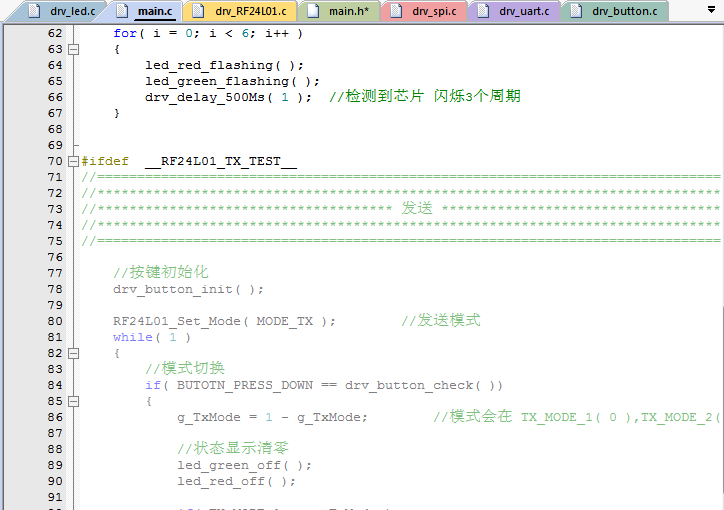 drv_led.c main.c drv_RF24L01.c main.h* drv_spi.c drv_uart.c drv_button.c
62 for( i = 0; i < 6; i++ )
63 {
64 led_red_flashing( );
65 led_green_flashing( );
66 drv_delay_500Ms( 1 ); //检测到芯片 闪烁3个周期
67 }
68
69
70 #ifdef __RF24L01_TX_TEST__
71 //==============================================================================
72 //******************************************************************************
73 //************************************* 发送 ***********************************
74 //******************************************************************************
75 //==============================================================================
76
77 //按键初始化
78 drv_button_init( );
79
80 RF24L01_Set_Mode( MODE_TX ); //发送模式
81 while( 1 )
82 {
83 //模式切换
84 if( BUTOTN_PRESS_DOWN == drv_button_check( ))
85 {
86 g_TxMode = 1 - g_TxMode; //模式会在 TX_MODE_1( 0 ),TX_MODE_2(
87
88 //状态显示清零
89 led_green_off( );
90 led_red_off( );
91